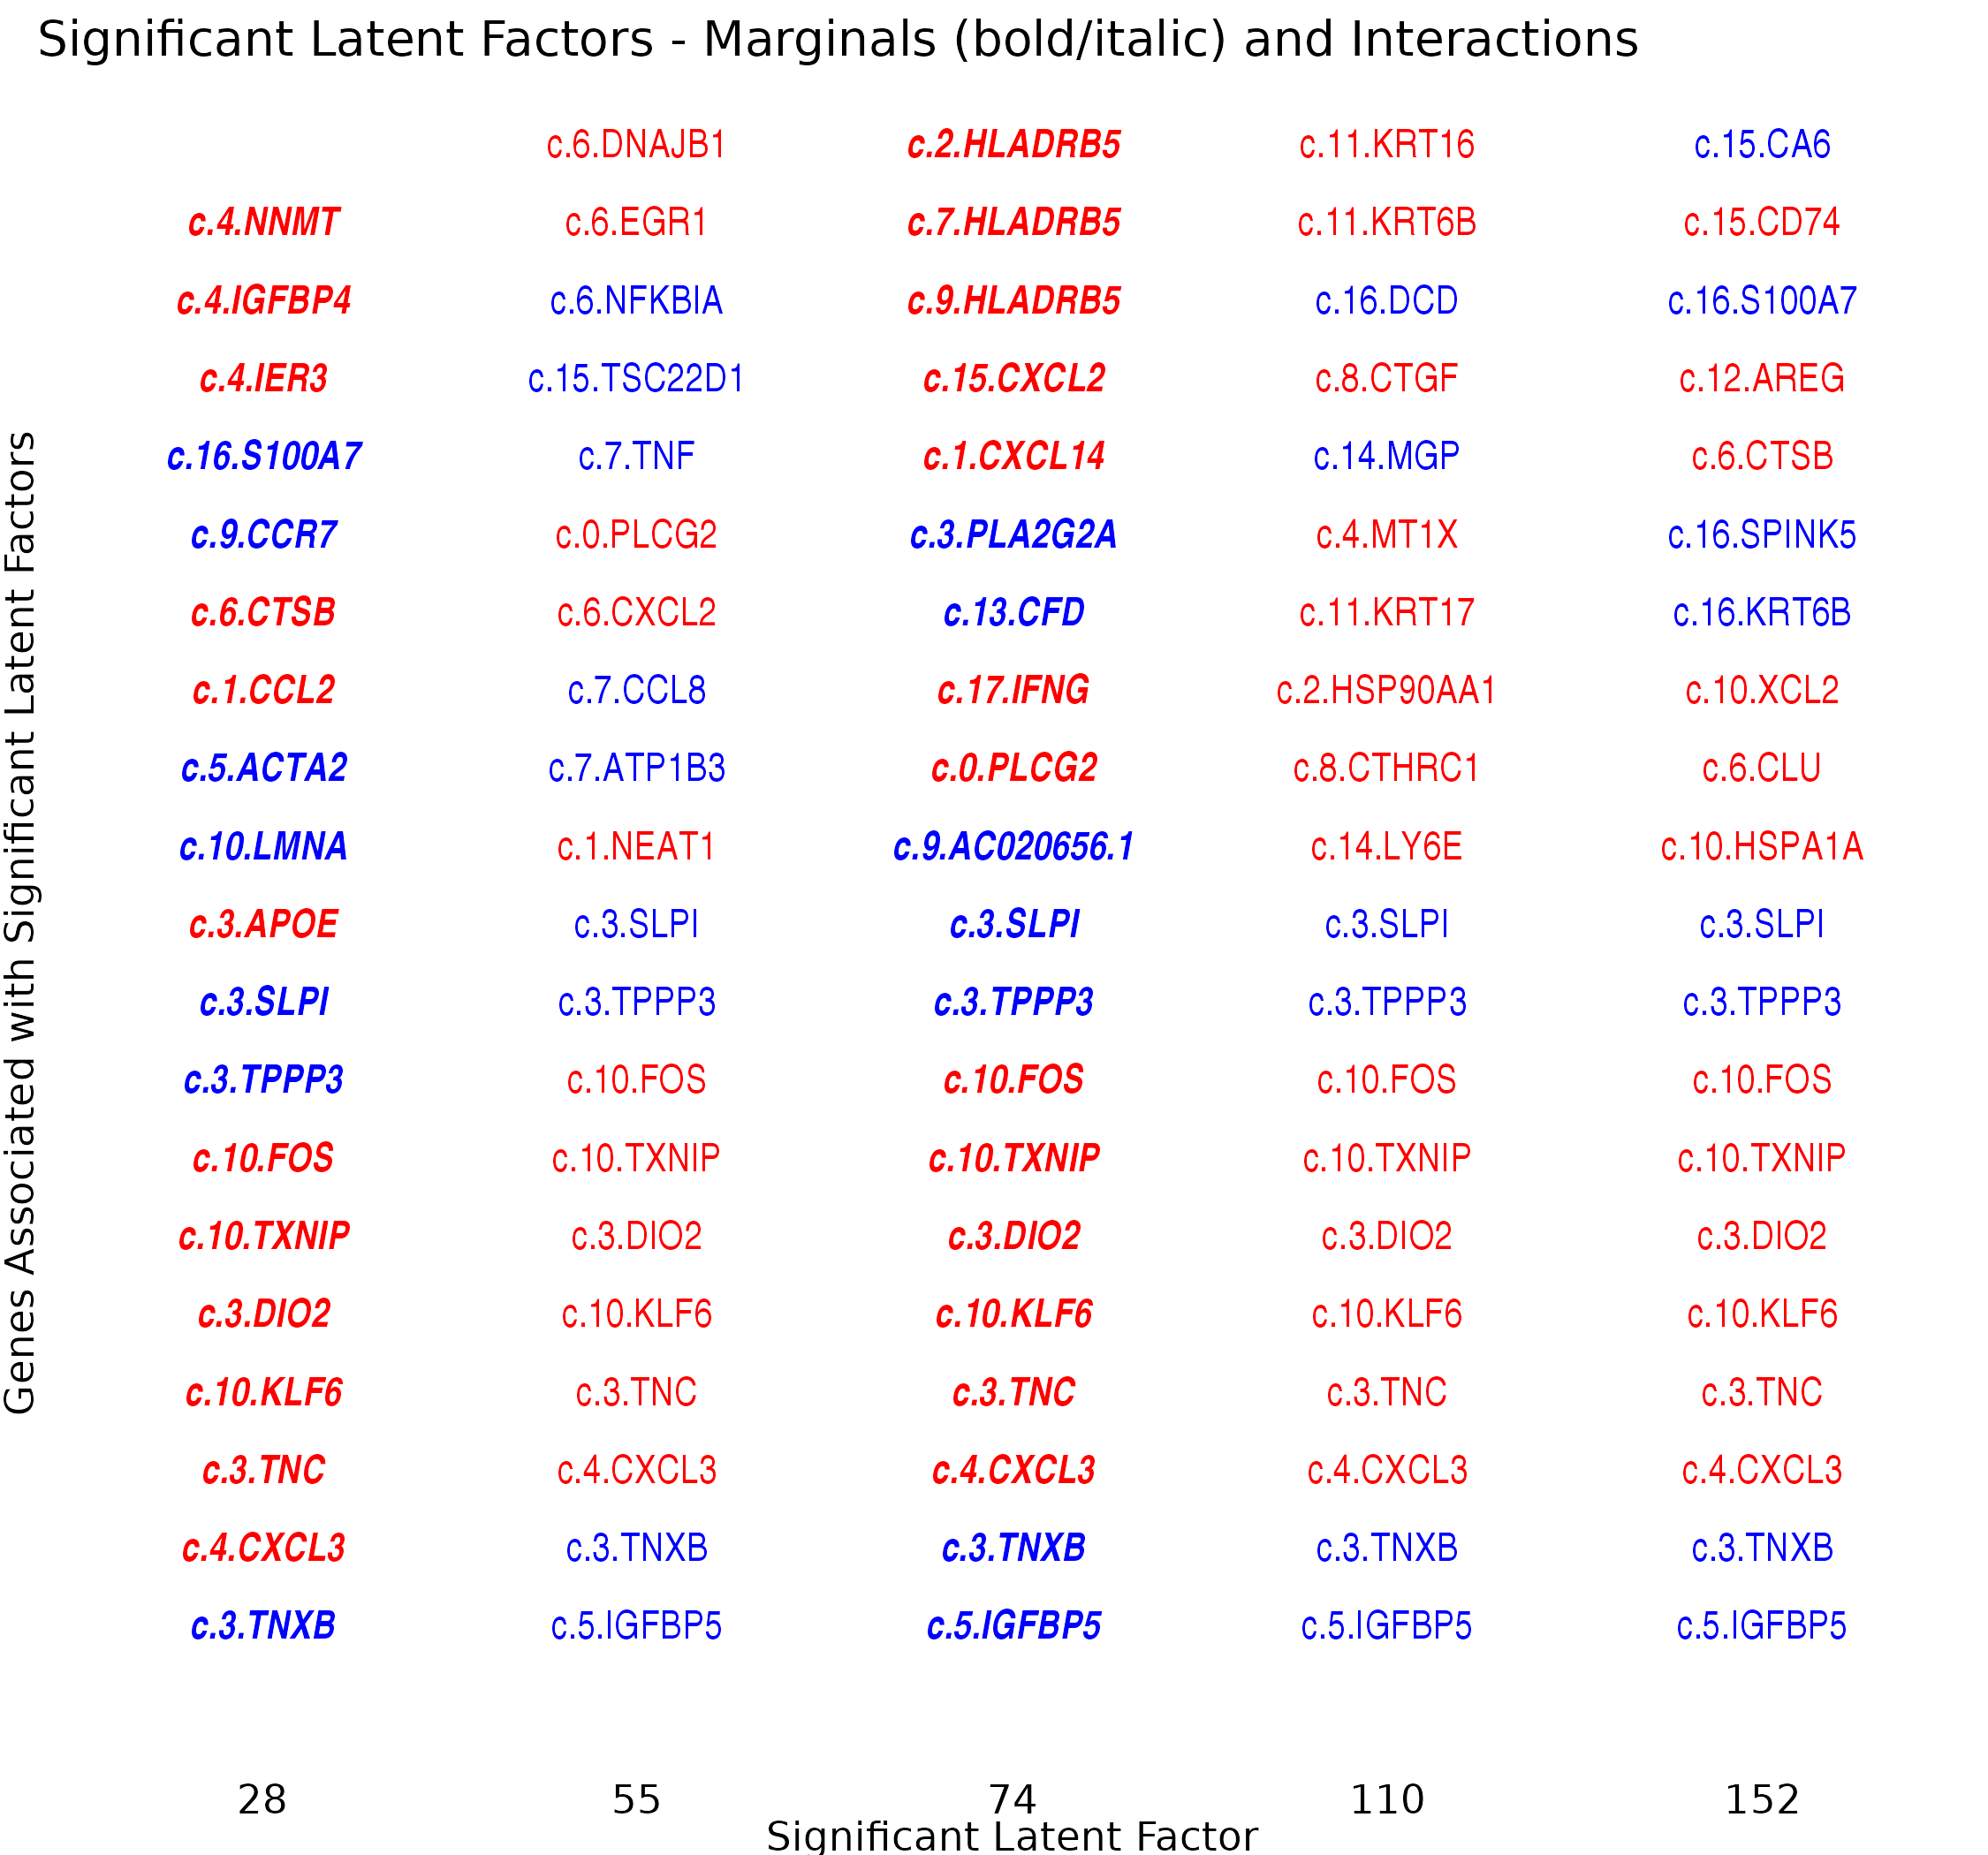 Significant Latent Factors - Marginals (bold/italic) and Interactions
c.6.DNAJB1 c.2.HLADRB5 c.11.KRT16 c.15.CA6
c.4.NNMT c.6.EGR1 c.7.HLADRB5 c.11.KRT6B c.15.CD74
c.4.IGFBP4 c.6.NFKBIA c.9.HLADRB5 c.16.DCD c.16.S100A7
c.4.IER3 c.15.TSC22D1 c.15.CXCL2 c.8.CTGF c.12.AREG
c.16.S100A7 c.7.TNF c.1.CXCL14 c.14.MGP c.6.CTSB
c.9.CCR7 c.0.PLCG2 c.3.PLA2G2A c.4.MT1X c.16.SPINK5
c.6.CTSB c.6.CXCL2 c.13.CFD c.11.KRT17 c.16.KRT6B
c.1.CCL2 c.7.CCL8 c.17.IFNG c.2.HSP90AA1 c.10.XCL2
c.5.ACTA2 c.7.ATP1B3 c.0.PLCG2 c.8.CTHRC1 c.6.CLU
c.10.LMNA c.1.NEAT1 c.9.AC020656.1 c.14.LY6E c.10.HSPA1A
c.3.APOE c.3.SLPI c.3.SLPI c.3.SLPI c.3.SLPI
c.3.SLPI c.3.TPPP3 c.3.TPPP3 c.3.TPPP3 c.3.TPPP3
c.3.TPPP3 c.10.FOS c.10.FOS c.10.FOS c.10.FOS
c.10.FOS c.10.TXNIP c.10.TXNIP c.10.TXNIP c.10.TXNIP
c.10.TXNIP c.3.DIO2 c.3.DIO2 c.3.DIO2 c.3.DIO2
c.3.DIO2 c.10.KLF6 c.10.KLF6 c.10.KLF6 c.10.KLF6
c.10.KLF6 c.3.TNC c.3.TNC c.3.TNC c.3.TNC
c.3.TNC c.4.CXCL3 c.4.CXCL3 c.4.CXCL3 c.4.CXCL3
c.4.CXCL3 c.3.TNXB c.3.TNXB c.3.TNXB c.3.TNXB
c.3.TNXB c.5.IGFBP5 c.5.IGFBP5 c.5.IGFBP5 c.5.IGFBP5
Genes Associated with Significant Latent Factors
28 55 74 110 152
Significant Latent Factor